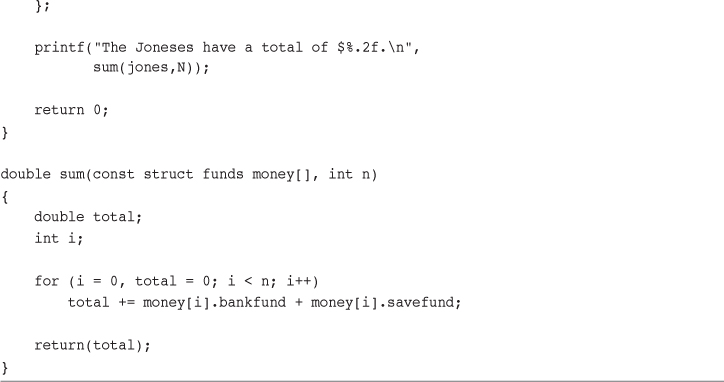 };

    printf("The Joneses have a total of $%.2f.\n",
           sum(jones,N));

    return 0;
}

double sum(const struct funds money[], int n)
{
    double total;
    int i;

    for (i = 0, total = 0; i < n; i++)
        total += money[i].bankfund + money[i].savefund;

    return(total);
}